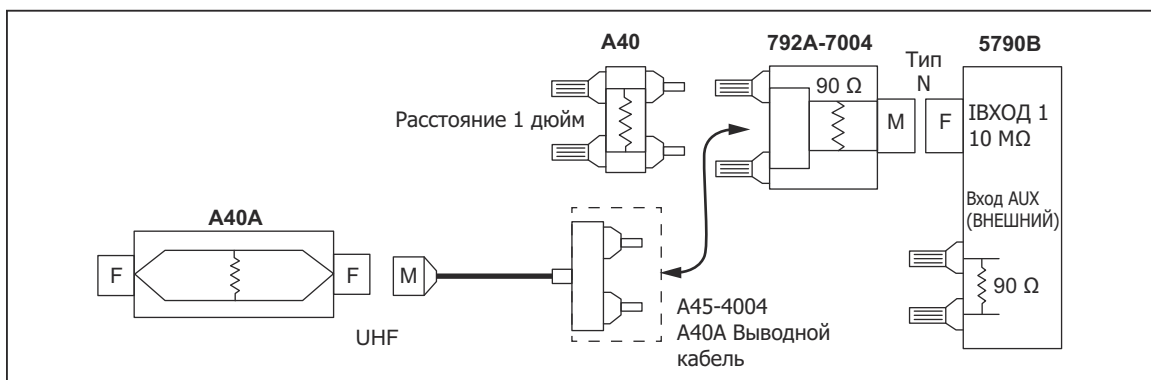 A40
792A-7004
5790B
Тип
N
90 Ω
M
F
IВХОД 1
10 MΩ
Расстояние 1 дюйм
Вход AUX
(ВНЕШНИЙ)
A40A
F
F
M
90 Ω
UHF
A45-4004
A40A Выводной
кабель